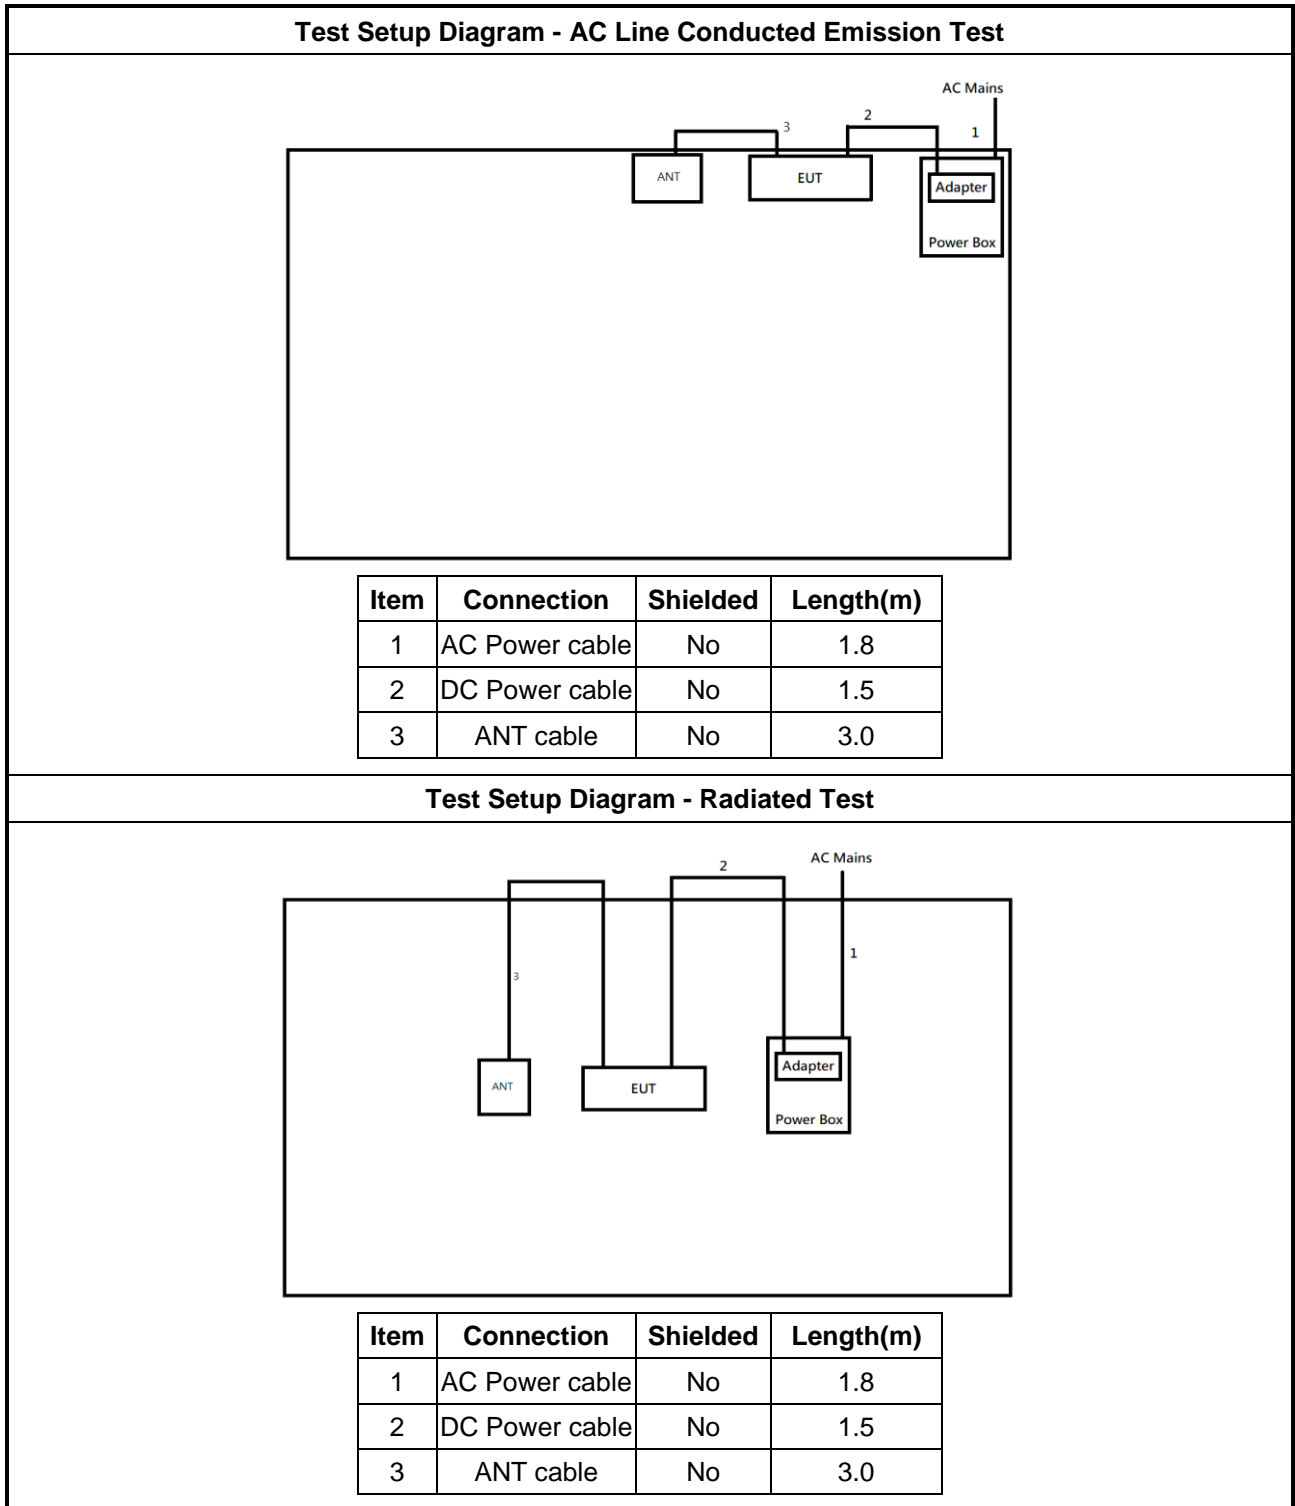 Test Setup Diagram - AC Line Conducted Emission Test
AC Mains
3
2
1
ANT
EUT
Adapter
Power Box
Item Connection Shielded Length(m)
1 AC Power cable No 1.8
2 DC Power cable No 1.5
3 ANT cable No 3.0
Test Setup Diagram - Radiated Test
AC Mains
2
1
3
ANT
EUT
Adapter
Power Box
Item Connection Shielded Length(m)
1 AC Power cable No 1.8
2 DC Power cable No 1.5
3 ANT cable No 3.0